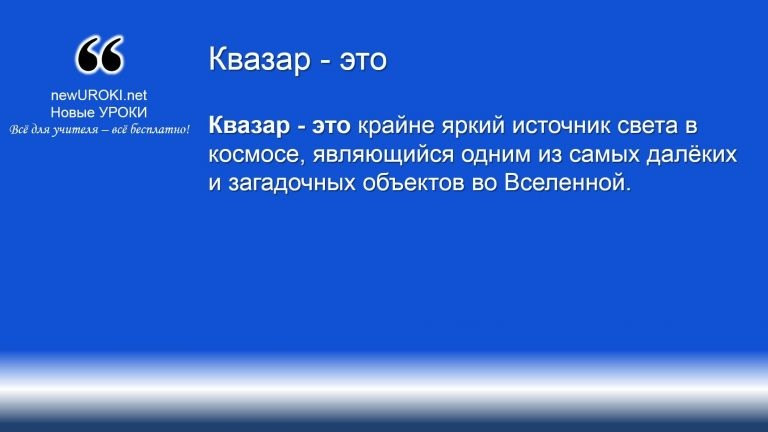 newUROKI.net
Новые УРОКИ
Всё для учителя – всё бесплатно!
Квазар - это
Квазар - это крайне яркий источник света в
космосе, являющийся одним из самых далёких
и загадочных объектов во Вселенной.